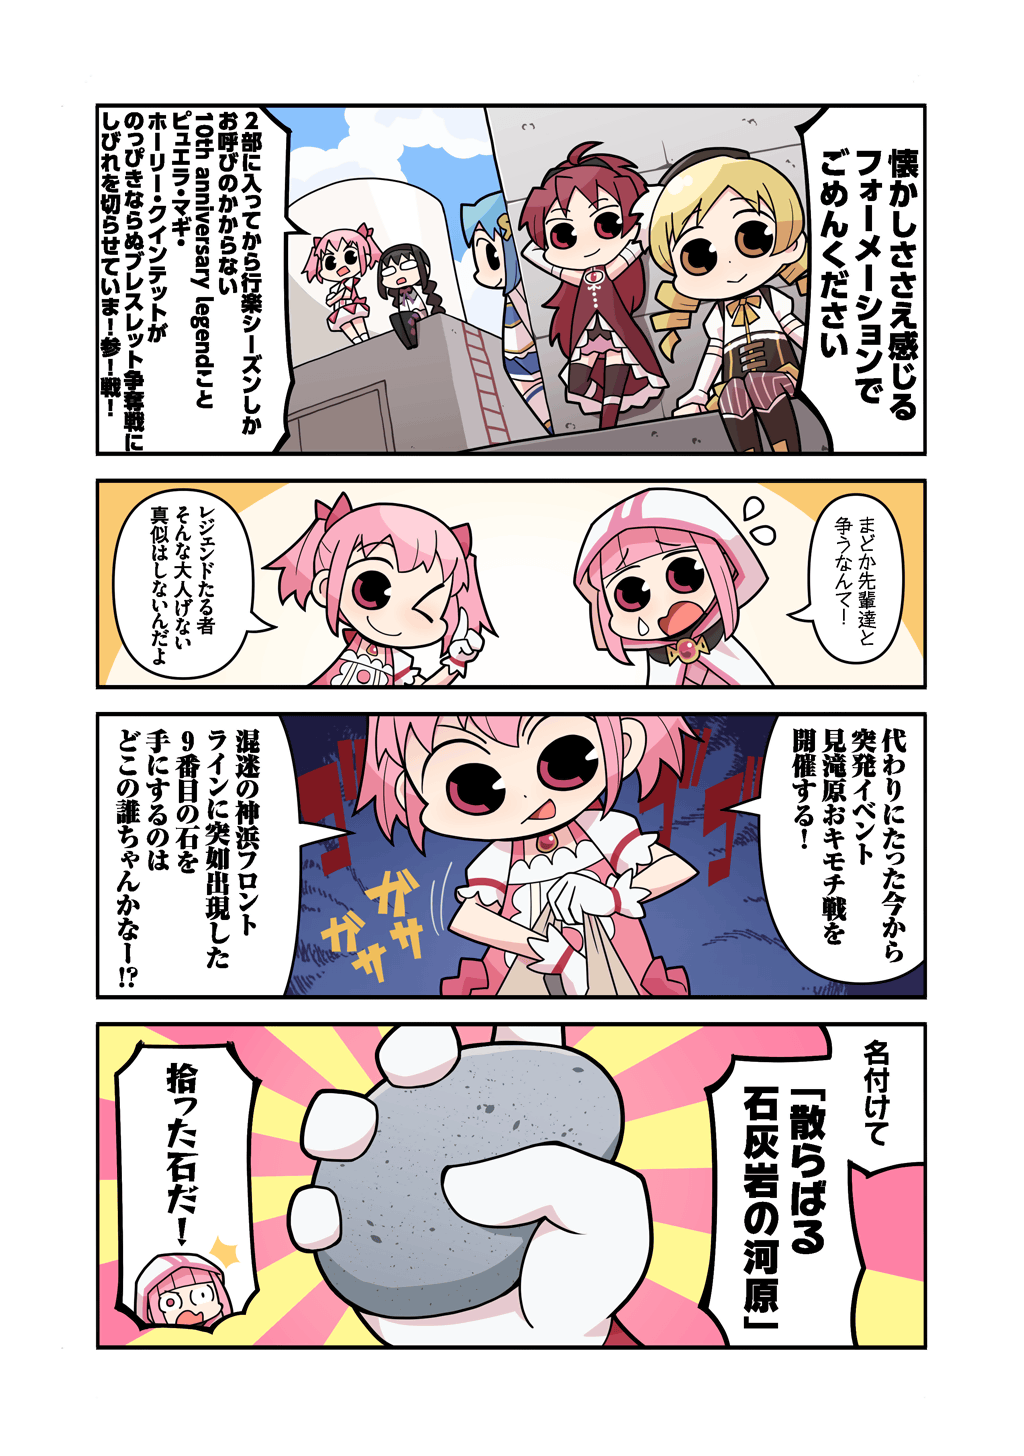 懐かしささえ感じる
フォーメーションで
ごめんください
2部に入ってから行楽シーズンしか
お呼びのかからない
10th anniversary legendこと
ピュエラ・マギ・
ホーリー・クインテットが
のっぴきならぬブレスレット争奪戦に
しびれを切らせていま!参!戦!
まどか先輩達と
争うなんて!
レジェンドたる者
そんな大人げない
真似はしないんだよ
代わりにたった今から
突発イベント
見滝原おキモチ戦を
開催する!
ゴゴゴゴ
ガサ
ガサ
混迷の神浜フロント
ラインに突如出現した
9番目の石を
手にするのは
どこの誰ちゃんかなー!?
名付けて
「散らばる
石灰岩の河原」
拾った石だ!